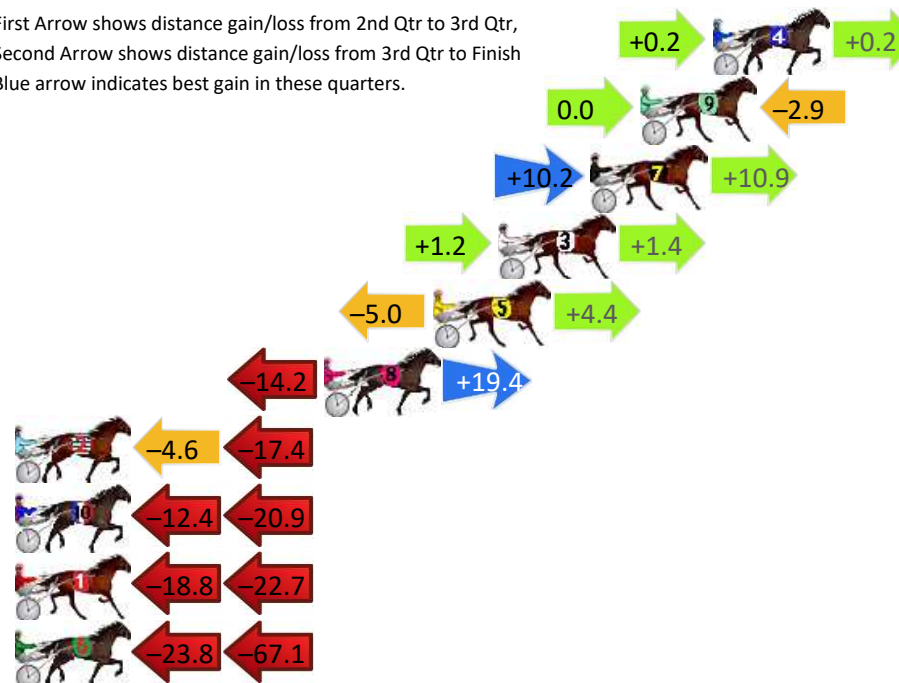 First Arrow shows distance gain/loss from 2nd Qtr to 3rd Qtr,
Second Arrow shows distance gain/loss from 3rd Qtr to Finish
Blue arrow indicates best gain in these quarters.
+0.2 4 +0.2
0.0 9 –2.9
+10.2 7 +10.9
+1.2 3 +1.4
–5.0 5 +4.4
–14.2 8 +19.4
2 –4.6 –17.4
10 –12.4 –20.9
1 –18.8 –22.7
6 –23.8 –67.1